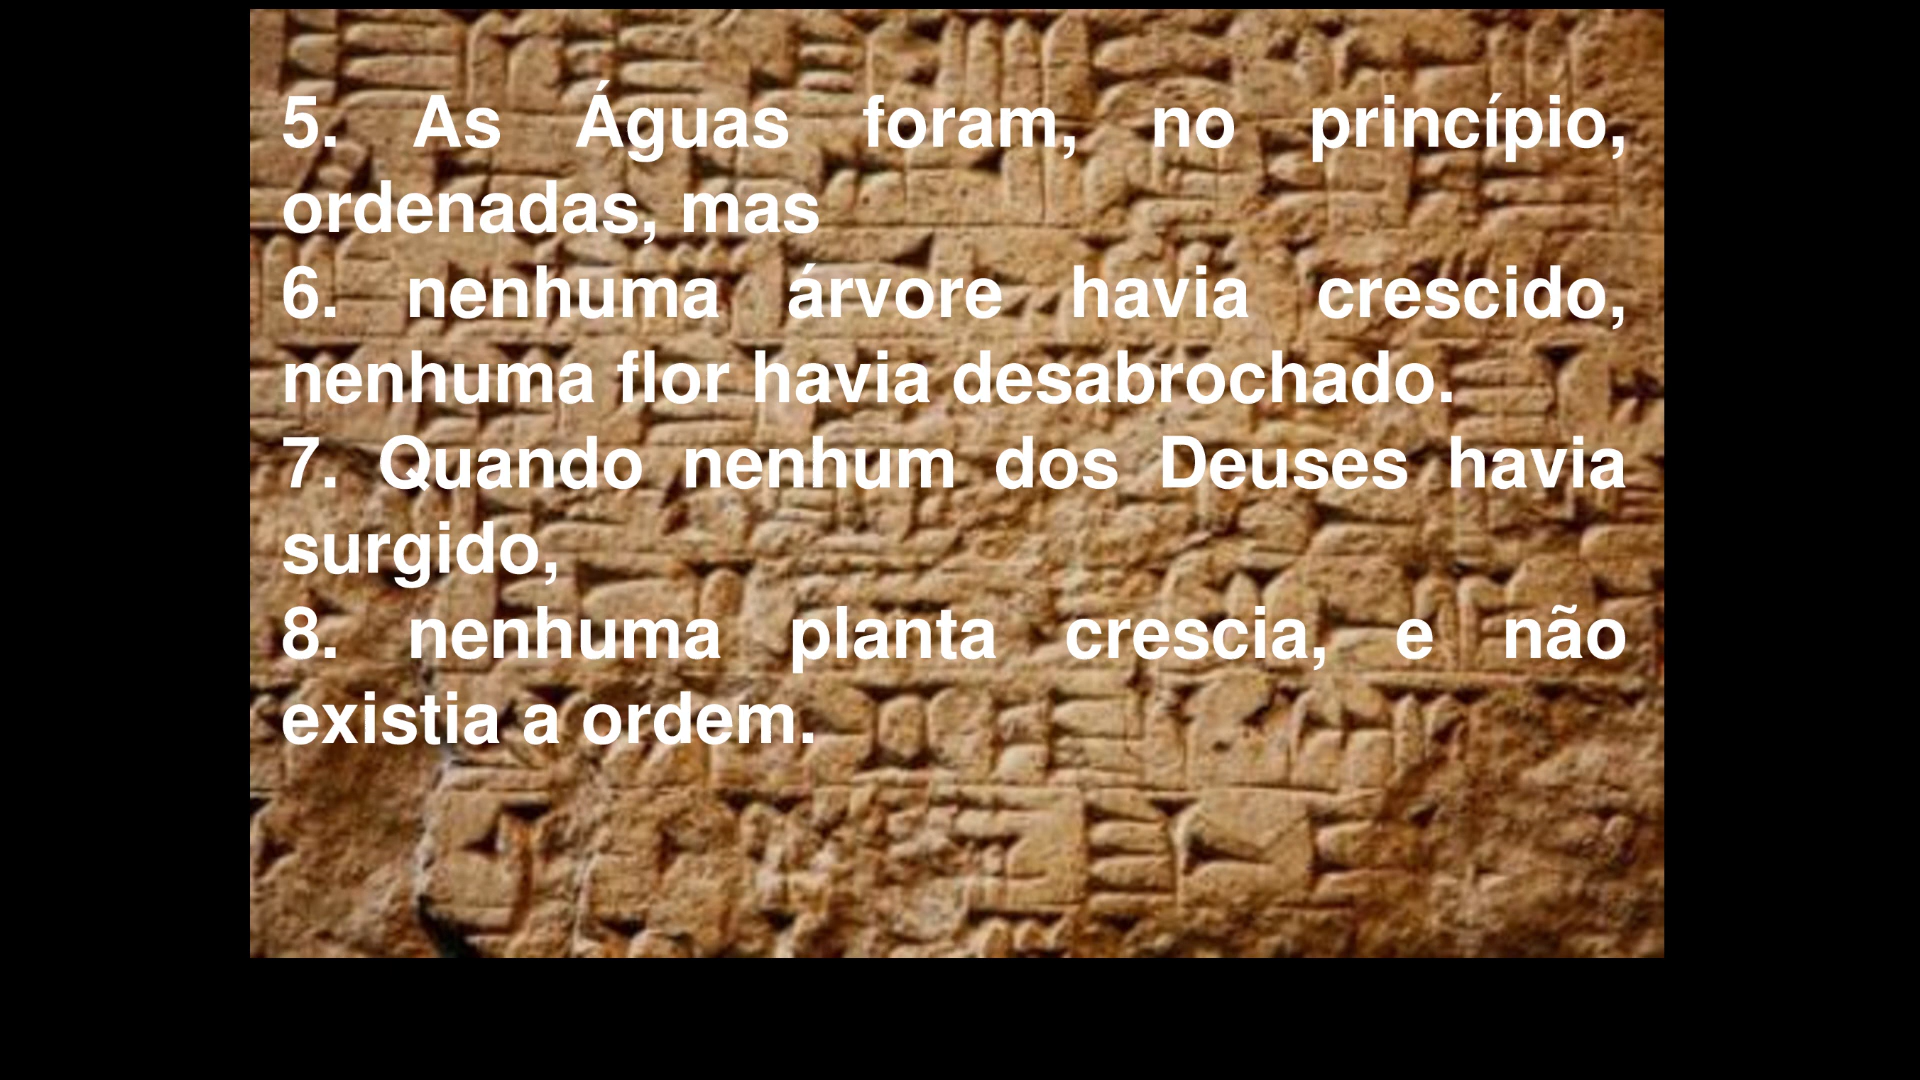 5. As Águas foram, no princípio,
ordenadas, mas
6. nenhuma árvore havia crescido,
nenhuma flor havia desabrochado.
7. Quando nenhum dos Deuses havia
surgido,
8. nenhuma planta crescia, e não
existia a ordem.